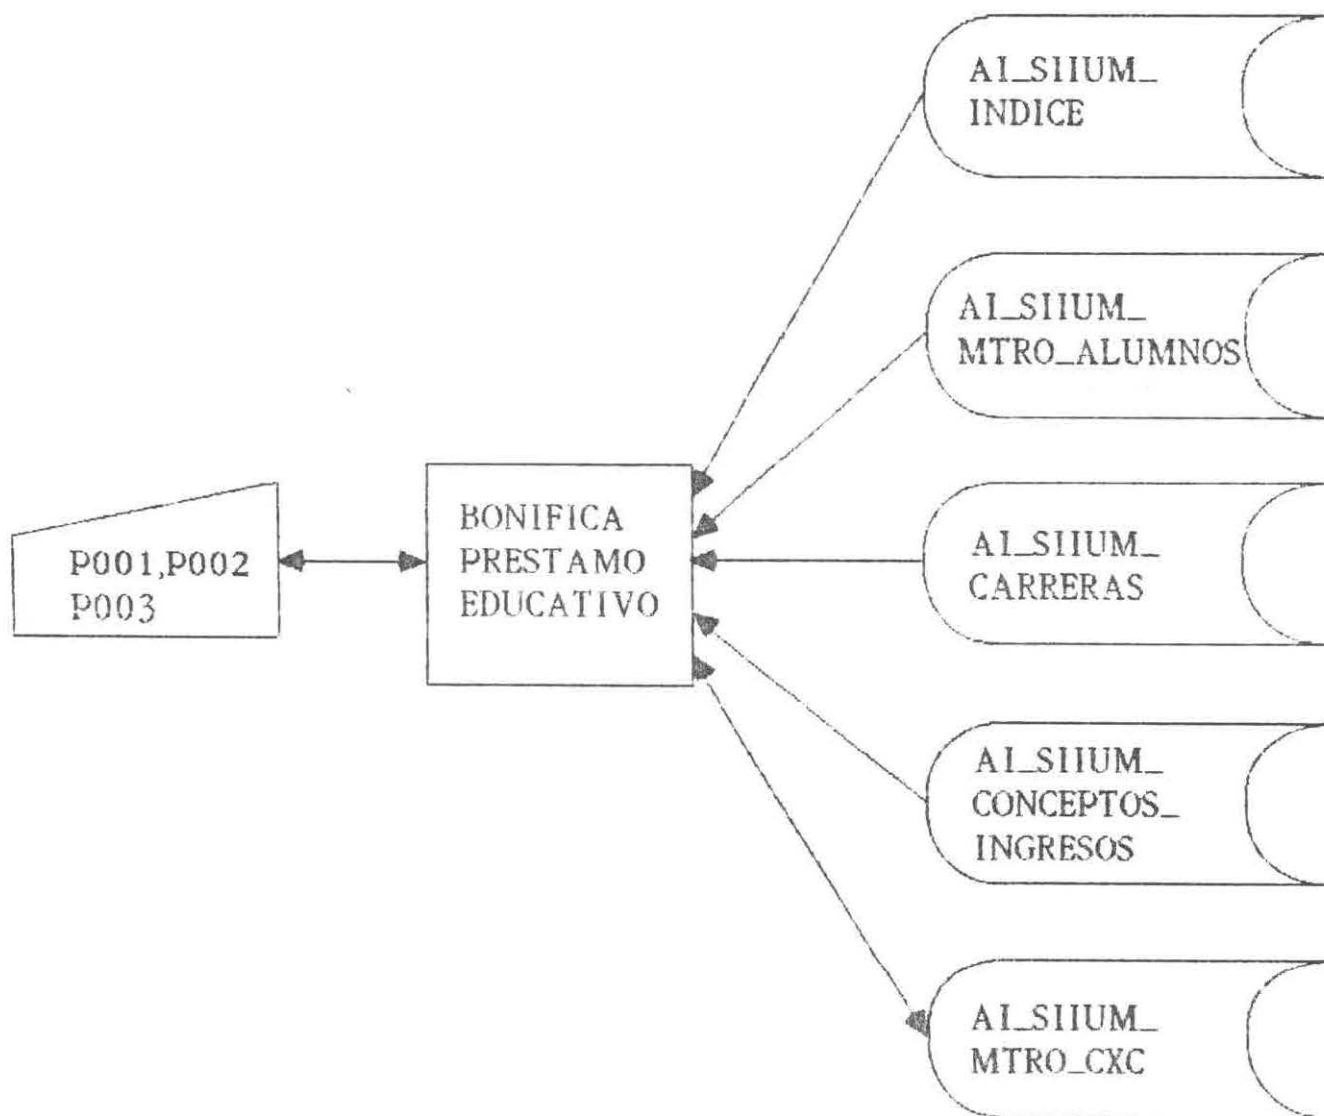 AI_SIIUM_
INDICE
AI_SIIUM_
MTRO_ALUMNOS
BONIFICA
PRESTAMO
EDUCATIVO
P001,P002
P003
AI_SIIUM_
CARRERAS
AI_SIIUM_
CONCEPTOS_
INGRESOS
AI_SIIUM_
MTRO_CXC